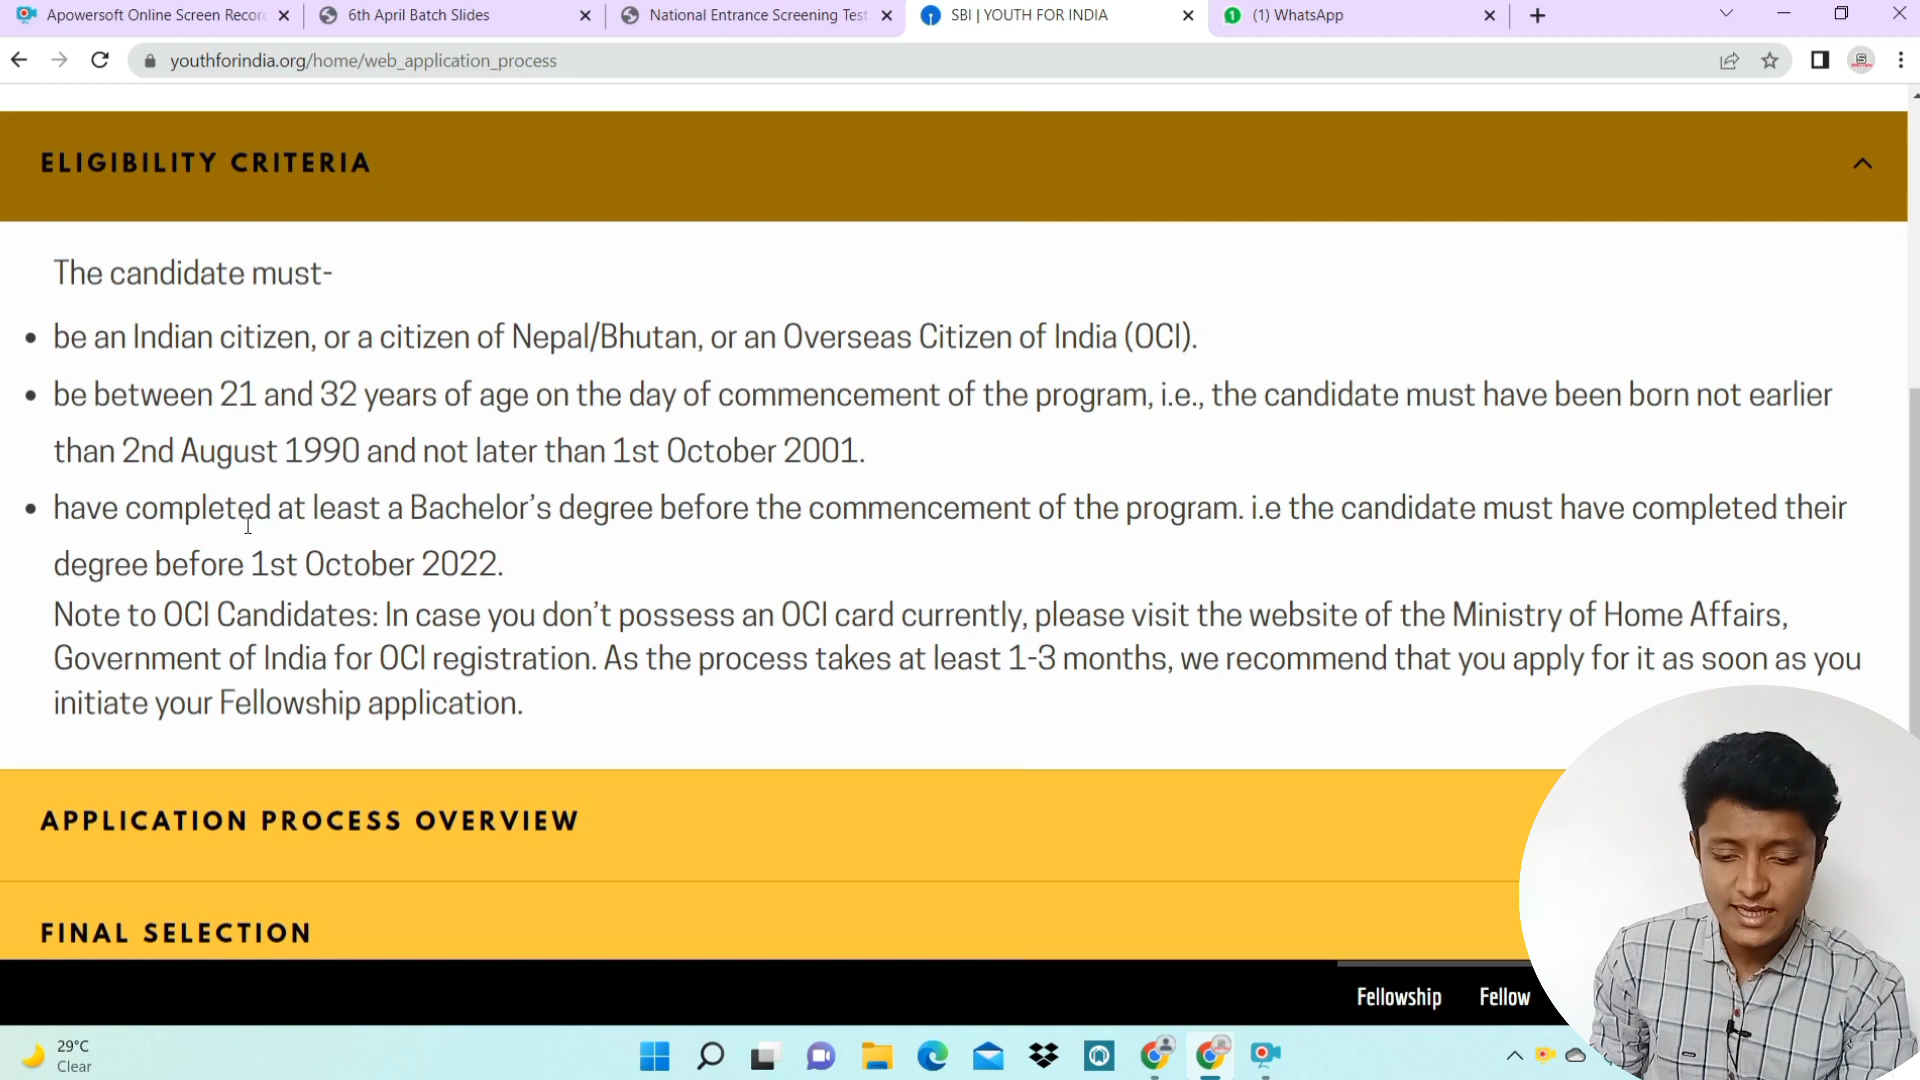 Apowersoft Online Screen Recor
6th April Batch Slides
National Entrance Screening Test
SBI | YOUTH FOR INDIA
(1) WhatsApp
youthforindia.org/home/web_application_process
ELIGIBILITY CRITERIA
The candidate must-
be an Indian citizen, or a citizen of Nepal/Bhutan, or an Overseas Citizen of India (OCI).
be between 21 and 32 years of age on the day of commencement of the program, i.e., the candidate must have been born not earlier
than 2nd August 1990 and not later than 1st October 2001.
have completed at least a Bachelor's degree before the commencement of the program. i.e the candidate must have completed their
degree before 1st October 2022.
Note to OCI Candidates: In case you don't possess an OCI card currently, please visit the website of the Ministry of Home Affairs,
Government of India for OCI registration. As the process takes at least 1-3 months, we recommend that you apply for it as soon as you
initiate your Fellowship application.
APPLICATION PROCESS OVERVIEW
FINAL SELECTION
Fellowship
Fellow
29°C
Clear